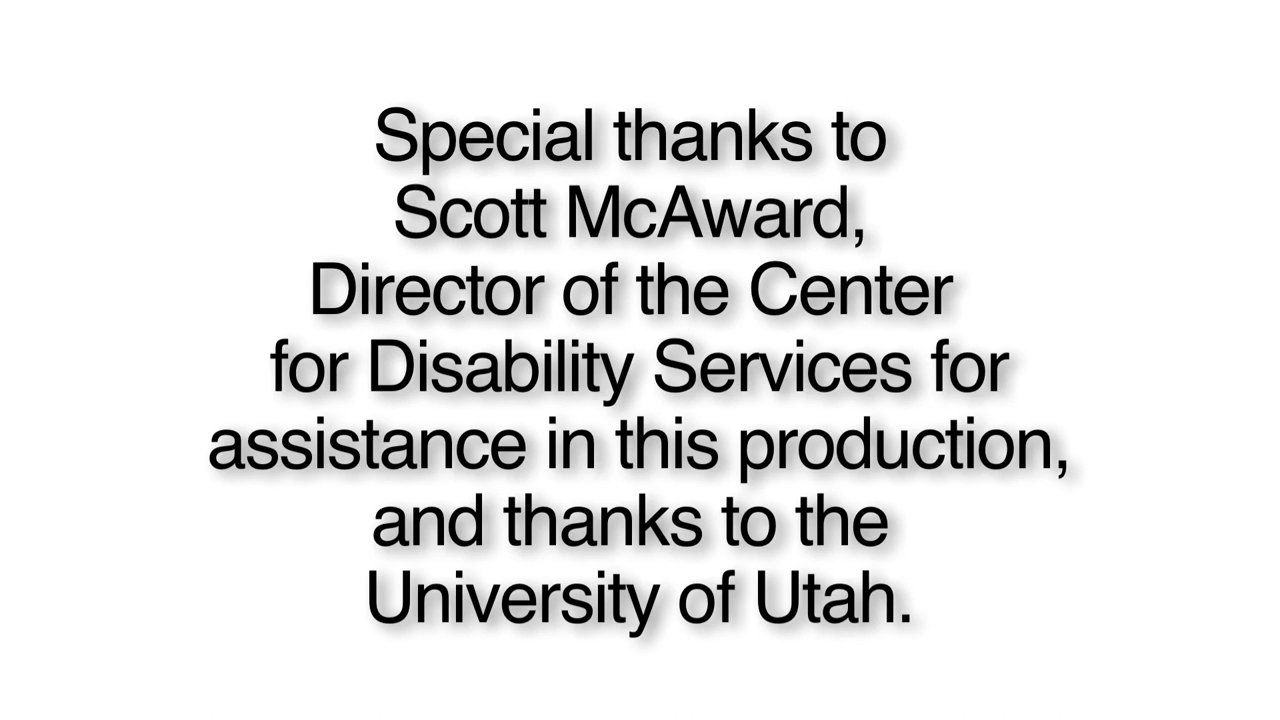 Special thanks to
Scott McAward,
Director of the Center
for Disability Services for
assistance in this production,
and thanks to the
University of Utah.